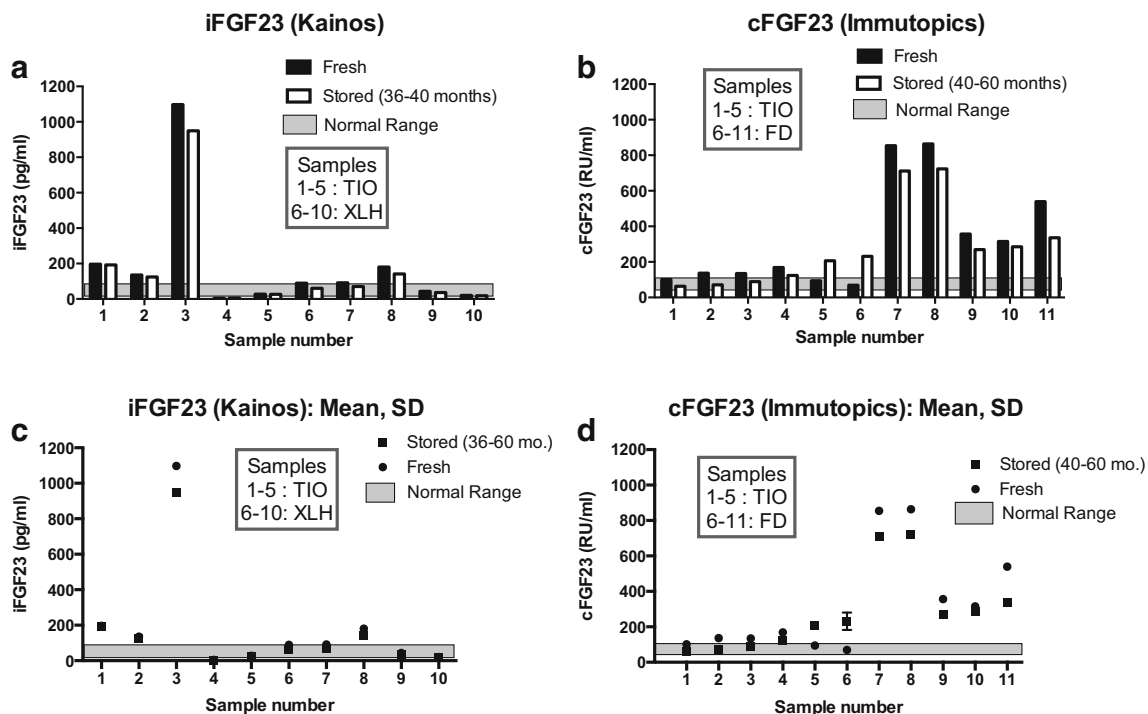 iFGF23 (Kainos)
a
Fresh
Stored (36-40 months)
Normal Range
Samples
1-5 : TIO
6-10: XLH
iFGF23 (pg/ml)
1200
1000
800
600
400
200
0
1 2 3 4 5 6 7 8 9 10
Sample number
cFGF23 (Immutopics)
b
Fresh
Stored (40-60 months)
Normal Range
Samples
1-5 : TIO
6-11: FD
cFGF23 (RU/ml)
1200
1000
800
600
400
200
0
1 2 3 4 5 6 7 8 9 10 11
Sample number
iFGF23 (Kainos): Mean, SD
c
Stored (36-60 mo.)
Fresh
Normal Range
Samples
1-5 : TIO
6-10: XLH
iFGF23 (pg/ml)
1200
1000
800
600
400
200
0
1 2 3 4 5 6 7 8 9 10
Sample number
cFGF23 (Immutopics): Mean, SD
d
Stored (40-60 mo.)
Fresh
Normal Range
Samples
1-5 : TIO
6-11: FD
cFGF23 (RU/ml)
1200
1000
800
600
400
200
0
1 2 3 4 5 6 7 8 9 10 11
Sample number